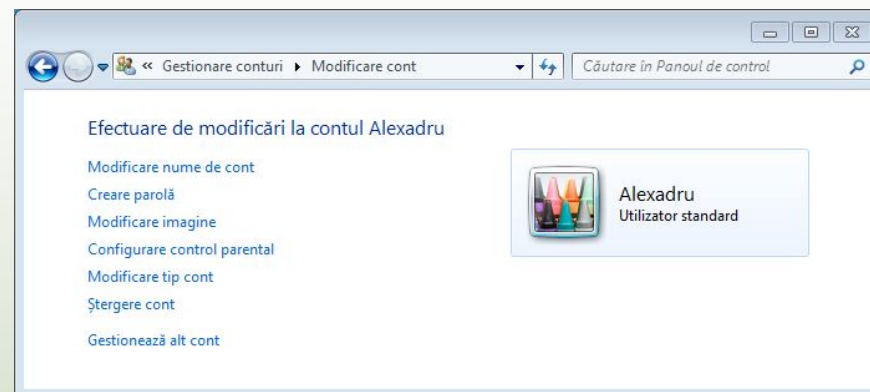 « Gestionare conturi ▸ Modificare cont
Căutare în Panoul de control
Efectuare de modificări la contul Alexadru
Modificare nume de cont
Creare parolă
Modificare imagine
Configurare control parental
Modificare tip cont
Ștergere cont
Gestionează alt cont
Alexadru
Utilizator standard